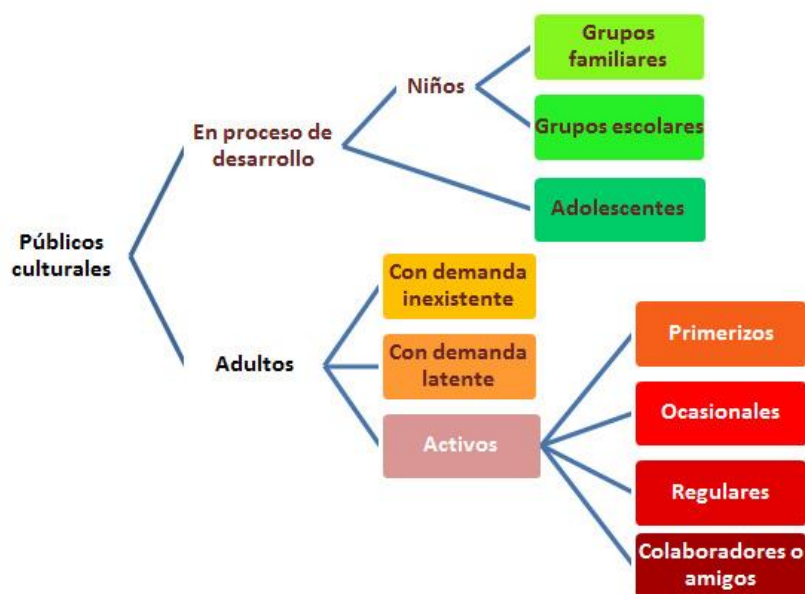 Públicos
culturales
En proceso de
desarrollo
Niños
Grupos
familiares
Grupos escolares
Adolescentes
Adultos
Con demanda
inexistente
Con demanda
latente
Activos
Primerizos
Ocasionales
Regulares
Colaboradores o
amigos